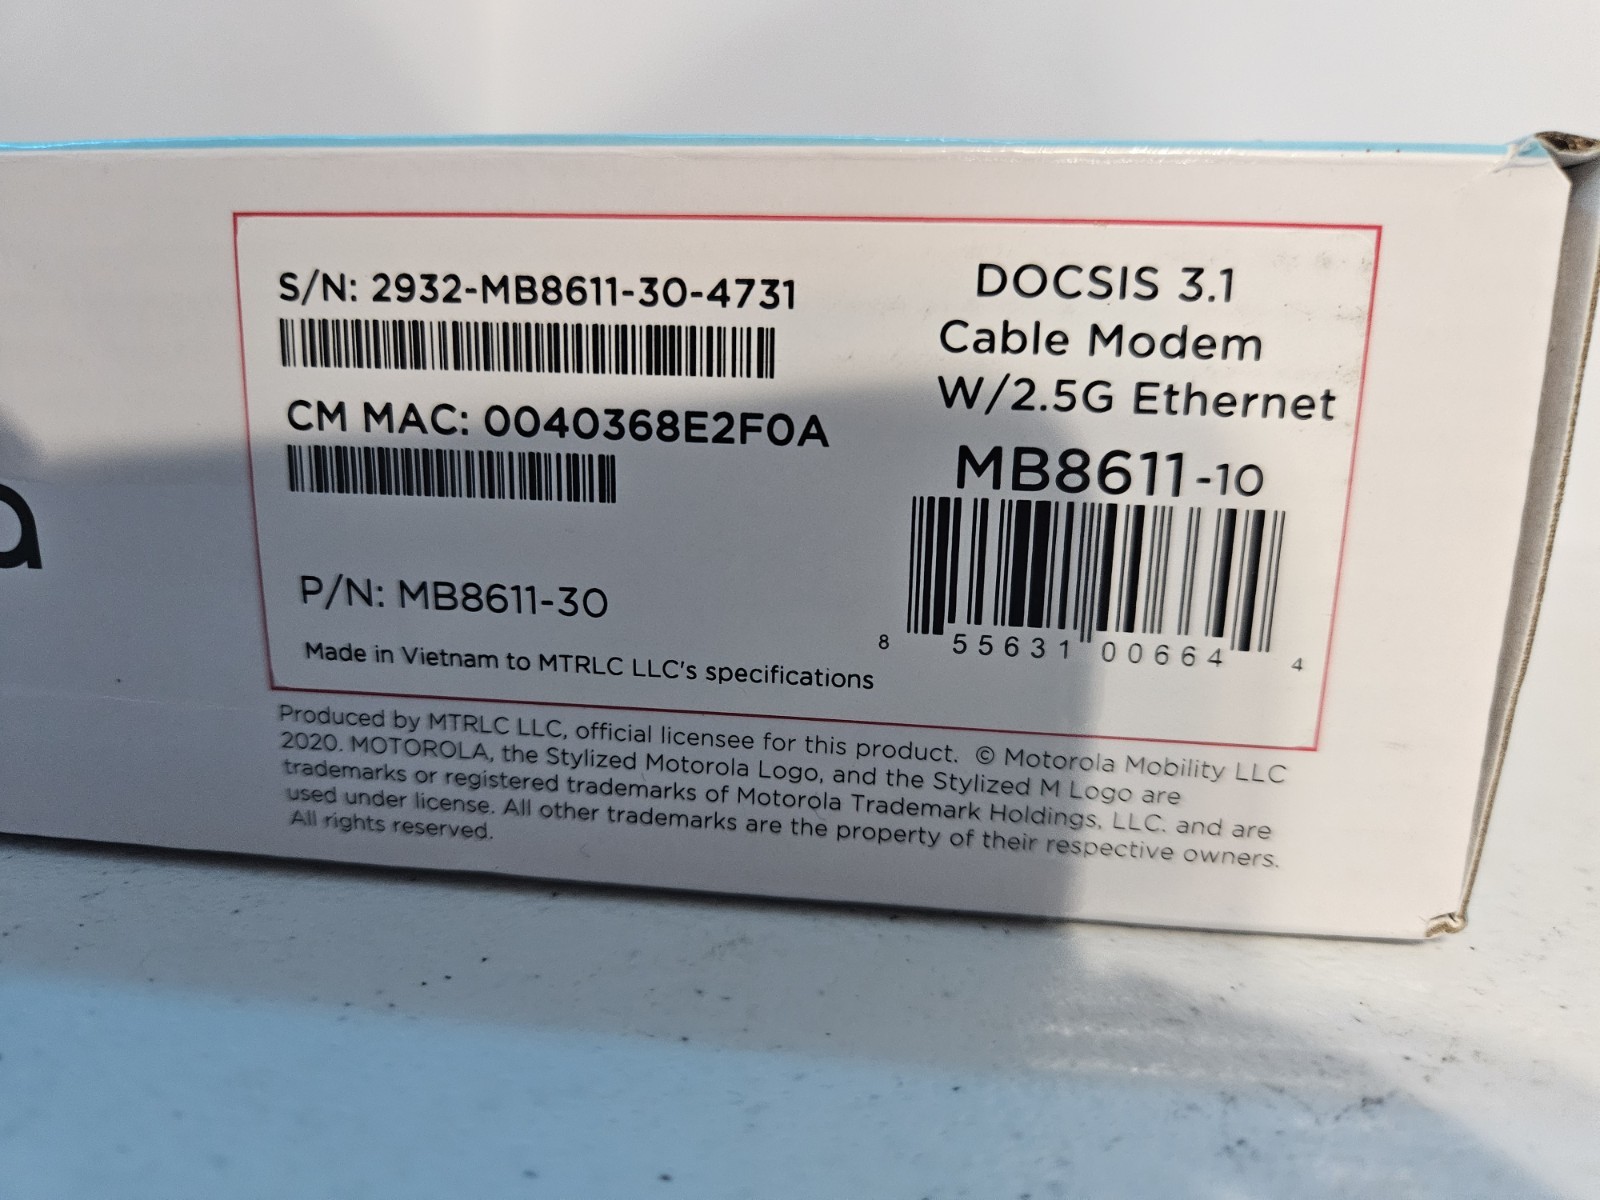 a
S/N: 2932-MB8611-30-4731
CM MAC: 0040368E2F0A
P/N: MB8611-30
Made in Vietnam to MTRLC LLC's specifications
DOCSIS 3.1
Cable Modem
W/2.5G Ethernet
MB8611-10
8 55631 00664 4
Produced by MTRLC LLC, official licensee for this product. © Motorola Mobility LLC
2020. MOTOROLA, the Stylized Motorola Logo, and the Stylized M Logo are
trademarks or registered trademarks of Motorola Trademark Holdings, LLC. and are
used under license. All other trademarks are the property of their respective owners.
All rights reserved.